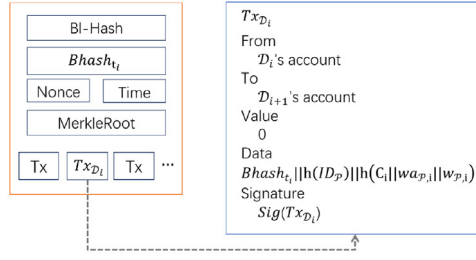 Bl-Hash
Bhash_{t_i}
Nonce Time
MerkleRoot
Tx Tx_{𝒟_i} Tx ···
Tx_{𝒟_i}
From
𝒟_i's account
To
𝒟_{i+1}'s account
Value
0
Data
Bhash_{t_i}||h(ID_𝒫)||h(C_i||wa_{𝒫,i}||w_{𝒫,i})
Signature
Sig(Tx_{𝒟_i})